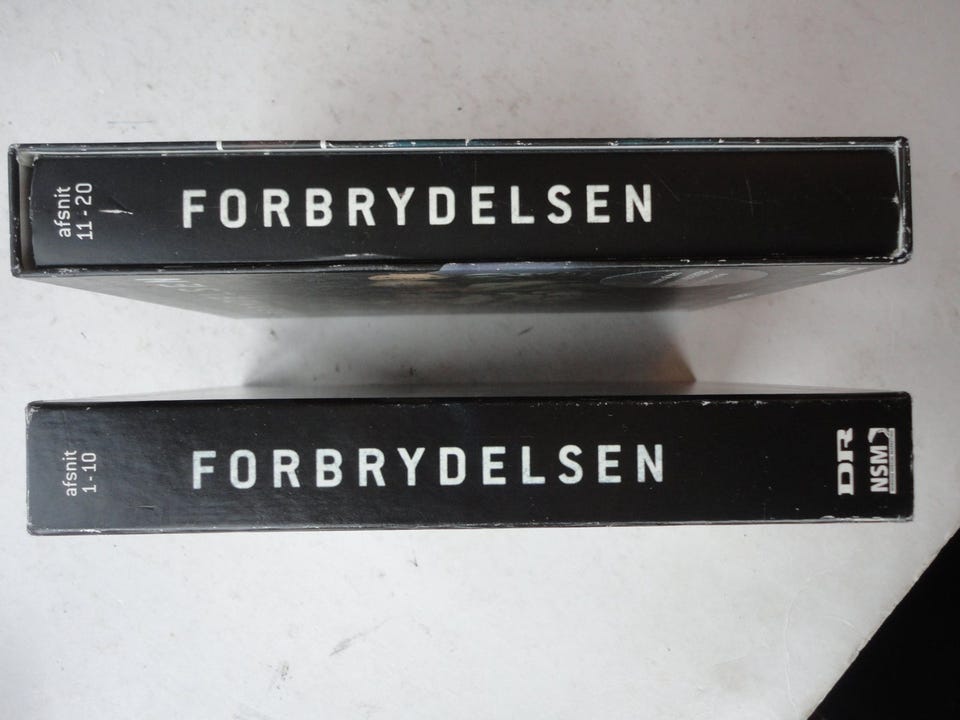 afsnit
11 - 20
FORBRYDELSEN
afsnit
1 - 10
FORBRYDELSEN
DR
NSM